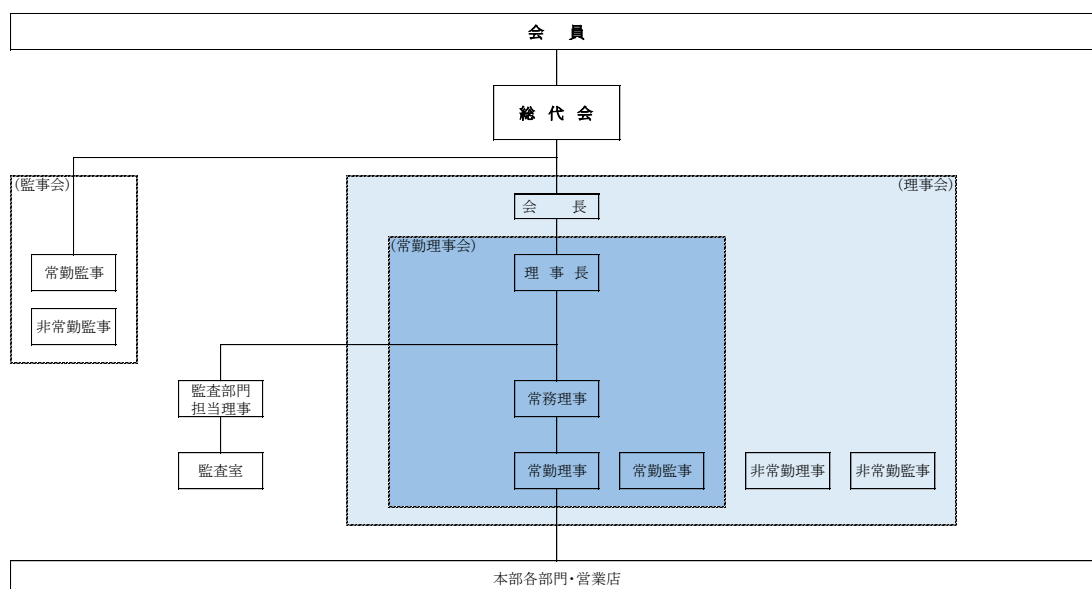 会 員
総 代 会
(監事会)
(理事会)
会 長
(常勤理事会)
常勤監事
理 事 長
非常勤監事
監査部門
担当理事
常務理事
監査室
常勤理事
常勤監事
非常勤理事
非常勤監事
本部各部門・営業店